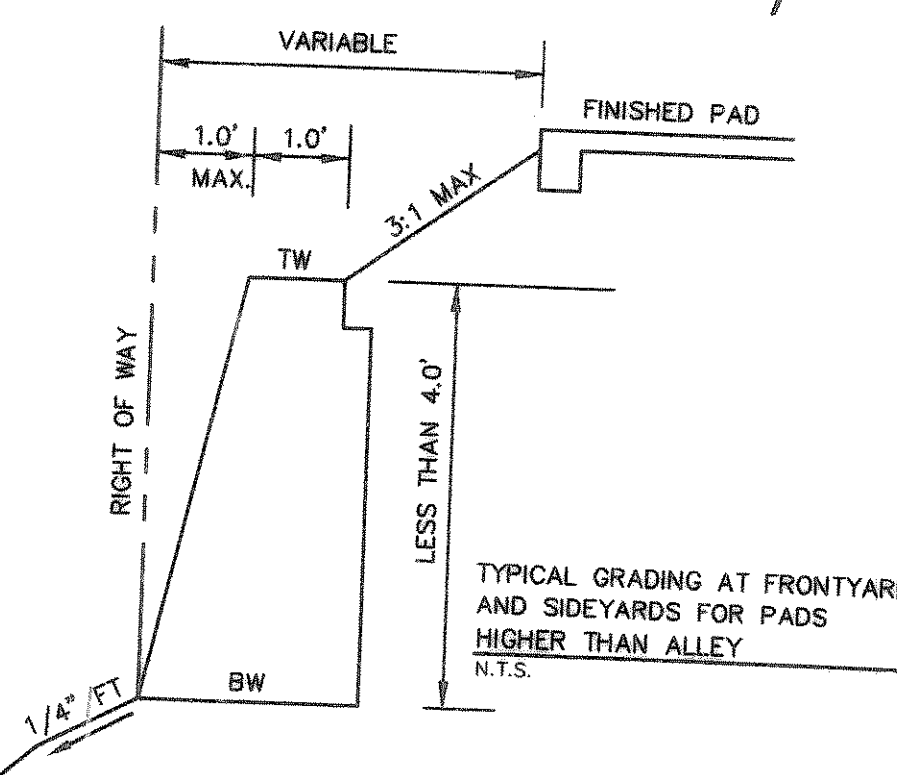 VARIABLE
FINISHED PAD
1.0'
1.0'
MAX.
3:1 MAX
TW
RIGHT OF WAY
LESS THAN 4.0'
TYPICAL GRADING AT FRONTYAR
AND SIDEYARDS FOR PADS
HIGHER THAN ALLEY
N.T.S.
BW
1/4" /FT